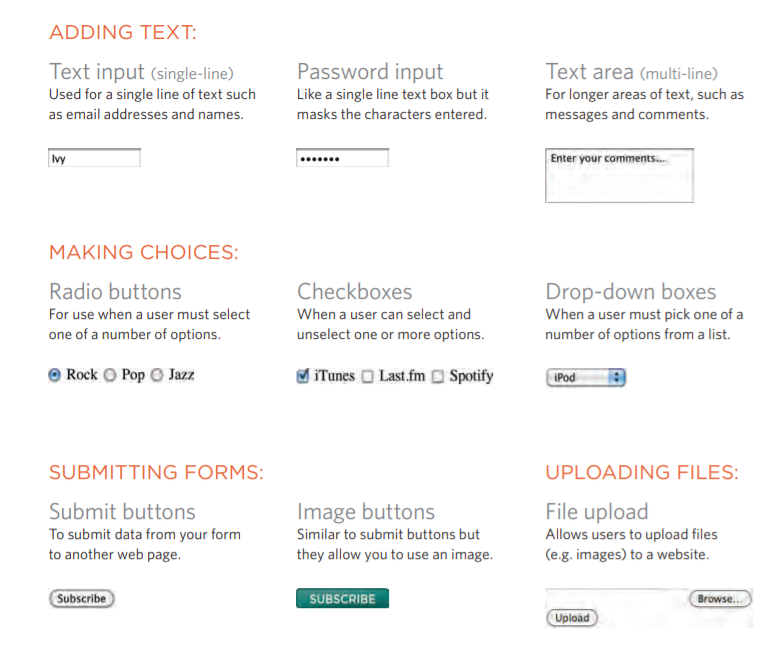 ADDING TEXT:
Text input (single-line)
Used for a single line of text such
as email addresses and names.
Ivy
Password input
Like a single line text box but it
masks the characters entered.
•••••••
Text area (multi-line)
For longer areas of text, such as
messages and comments.
Enter your comments...
MAKING CHOICES:
Radio buttons
For use when a user must select
one of a number of options.
Rock Pop Jazz
Checkboxes
When a user can select and
unselect one or more options.
iTunes Last.fm Spotify
Drop-down boxes
When a user must pick one of a
number of options from a list.
iPod
SUBMITTING FORMS:
Submit buttons
To submit data from your form
to another web page.
Subscribe
Image buttons
Similar to submit buttons but
they allow you to use an image.
SUBSCRIBE
UPLOADING FILES:
File upload
Allows users to upload files
(e.g. images) to a website.
Browse...
Upload